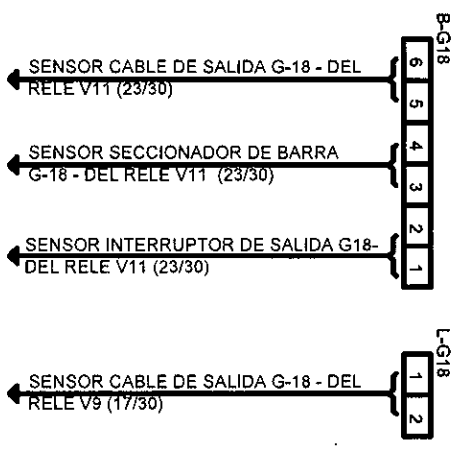 B-G18
SENSOR CABLE DE SALIDA G-18 - DEL
RELE V11 (23/30)
6
5
SENSOR SECCIONADOR DE BARRA
G-18 - DEL RELE V11 (23/30)
4
3
SENSOR INTERRUPTOR DE SALIDA G18-
DEL RELE V11 (23/30)
2
1
L-G18
SENSOR CABLE DE SALIDA G-18 - DEL
RELE V9 (17/30)
1
2